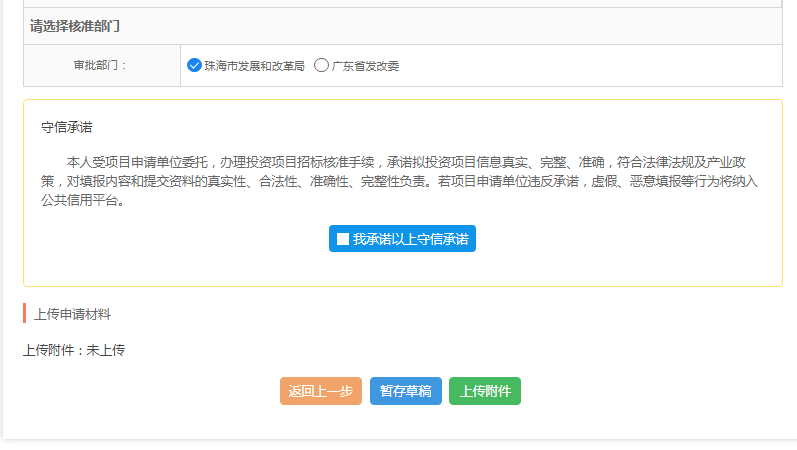 请选择核准部门
审批部门： 珠海市发展和改革局 广东省发改委
守信承诺
本人受项目申请单位委托，办理投资项目招标核准手续，承诺拟投资项目信息真实、完整、准确，符合法律法规及产业政
策，对填报内容和提交资料的真实性、合法性、准确性、完整性负责。若项目申请单位违反承诺，虚假、恶意填报等行为将纳入
公共信用平台。
我承诺以上守信承诺
上传申请材料
上传附件：未上传
返回上一步 暂存草稿 上传附件